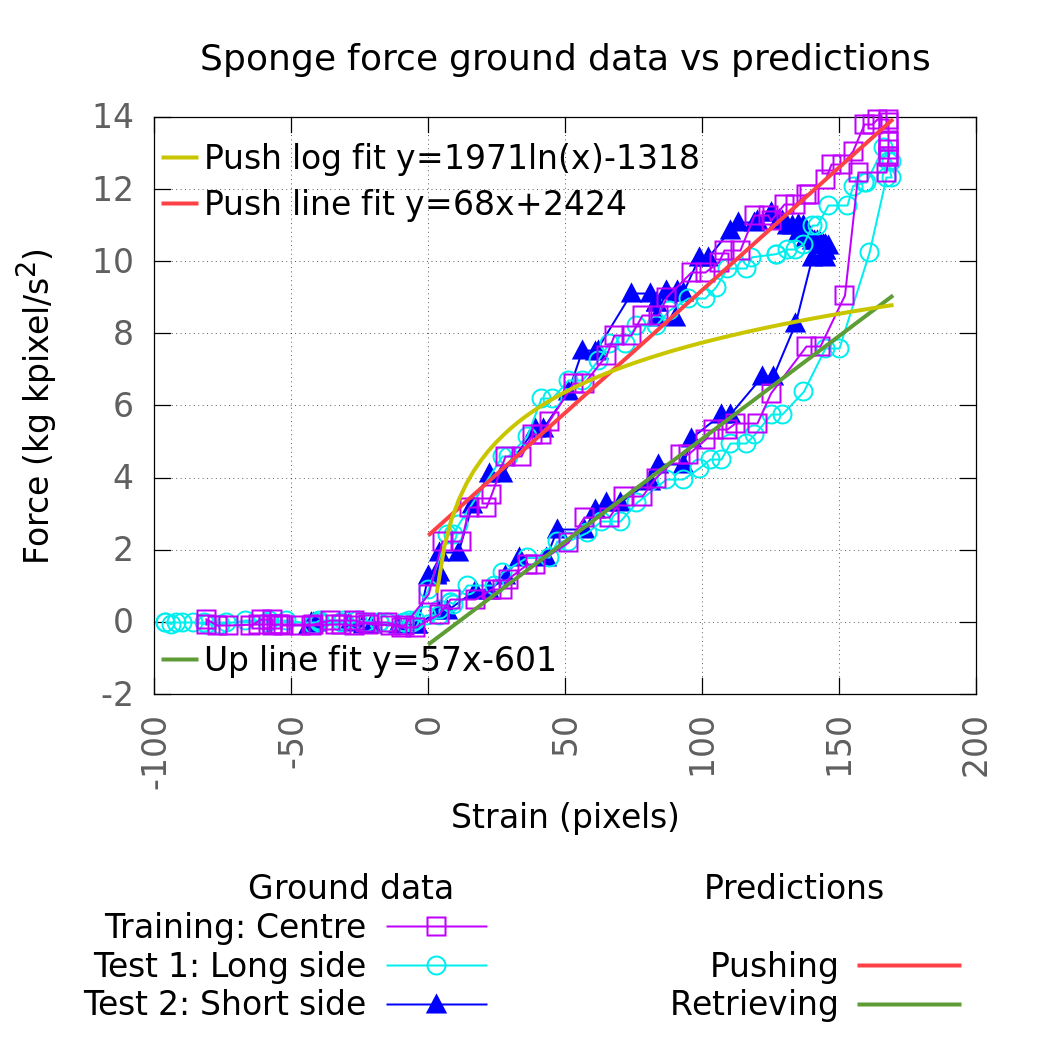 Sponge force ground data vs predictions
14
12
10
8
6
4
2
0
-2
Force (kg kpixel/s²)
Push log fit y=1971ln(x)-1318
Push line fit y=68x+2424
Up line fit y=57x-601
-100
-50
0
50
100
150
200
Strain (pixels)
Ground data
Training: Centre
Test 1: Long side
Test 2: Short side
Predictions
Pushing
Retrieving